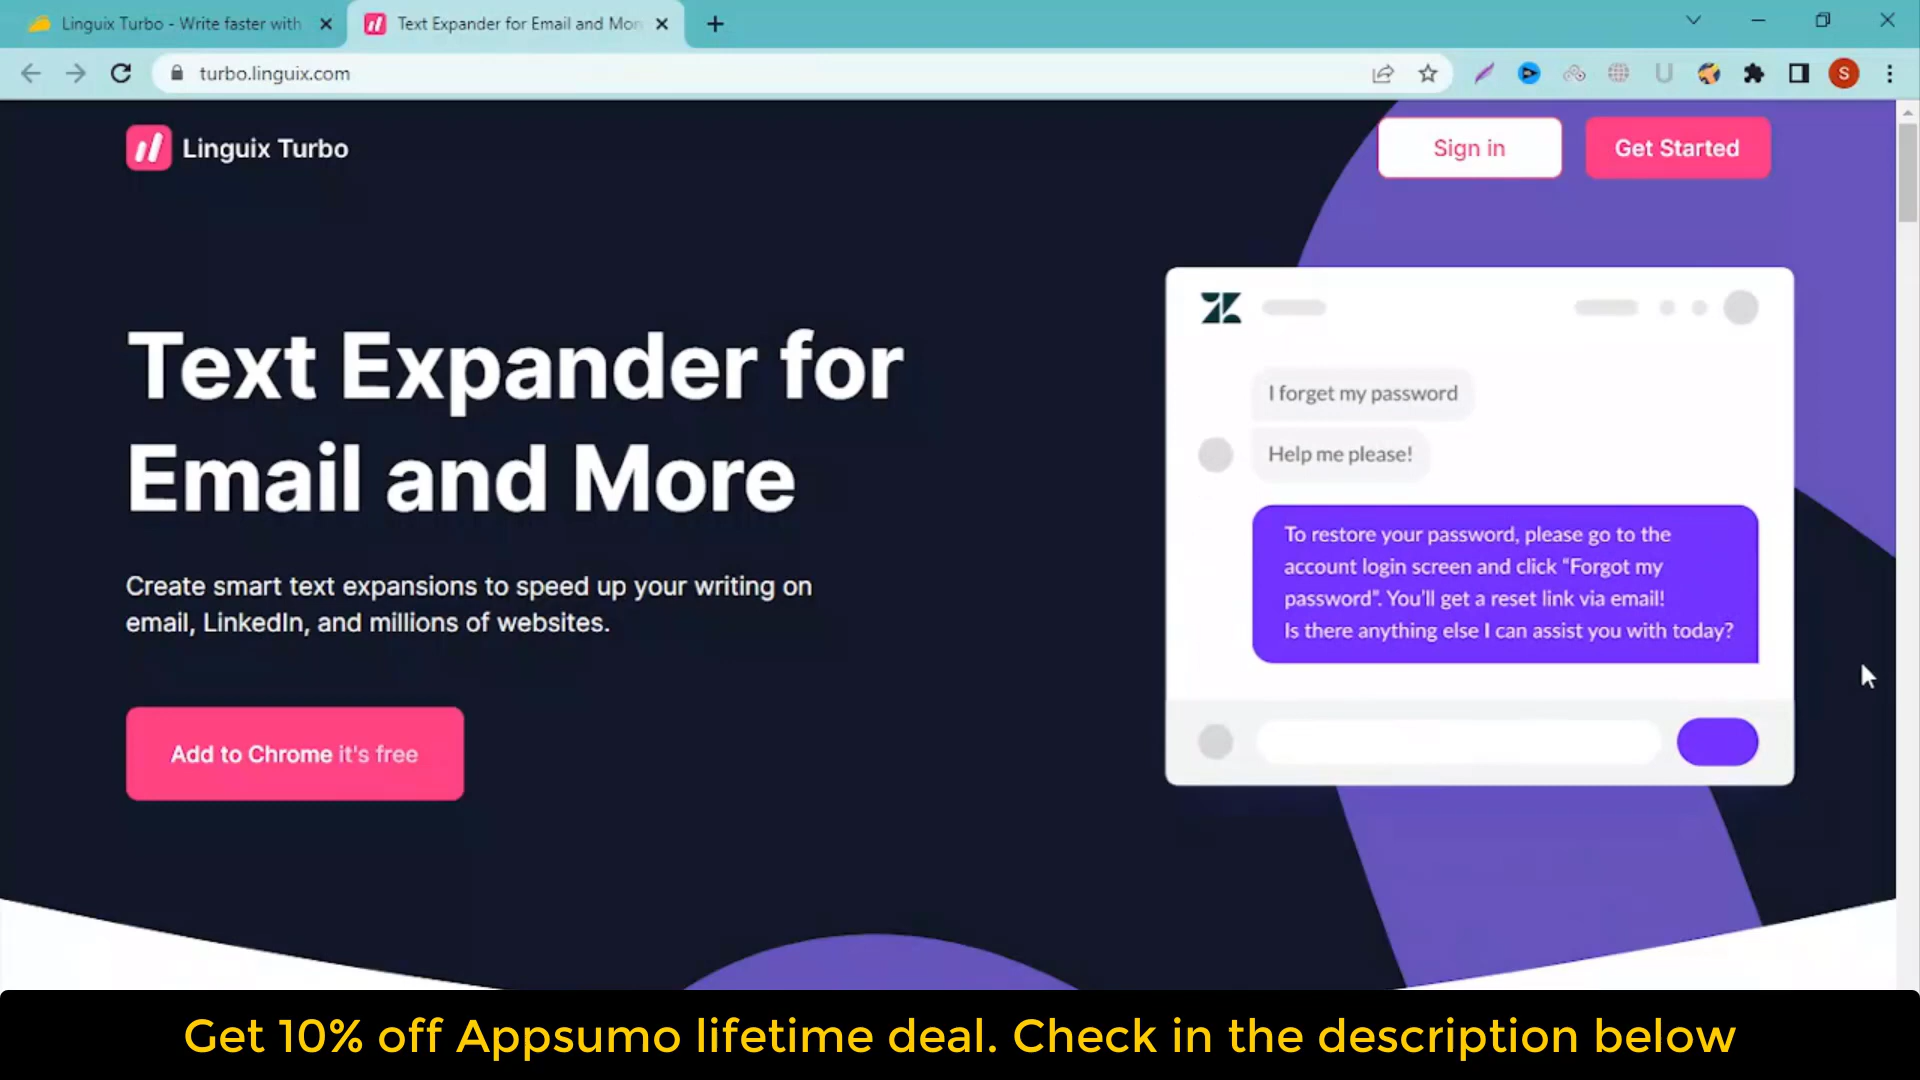 Linguix Turbo - Write faster with
Text Expander for Email and Mor
turbo.linguix.com
S
Linguix Turbo
Sign in
Get Started
Text Expander for
Email and More
Create smart text expansions to speed up your writing on
email, LinkedIn, and millions of websites.
Add to Chrome it's free
I forget my password
Help me please!
To restore your password, please go to the
account login screen and click “Forgot my
password”. You'll get a reset link via email!
Is there anything else I can assist you with today?
Get 10% off Appsumo lifetime deal. Check in the description below